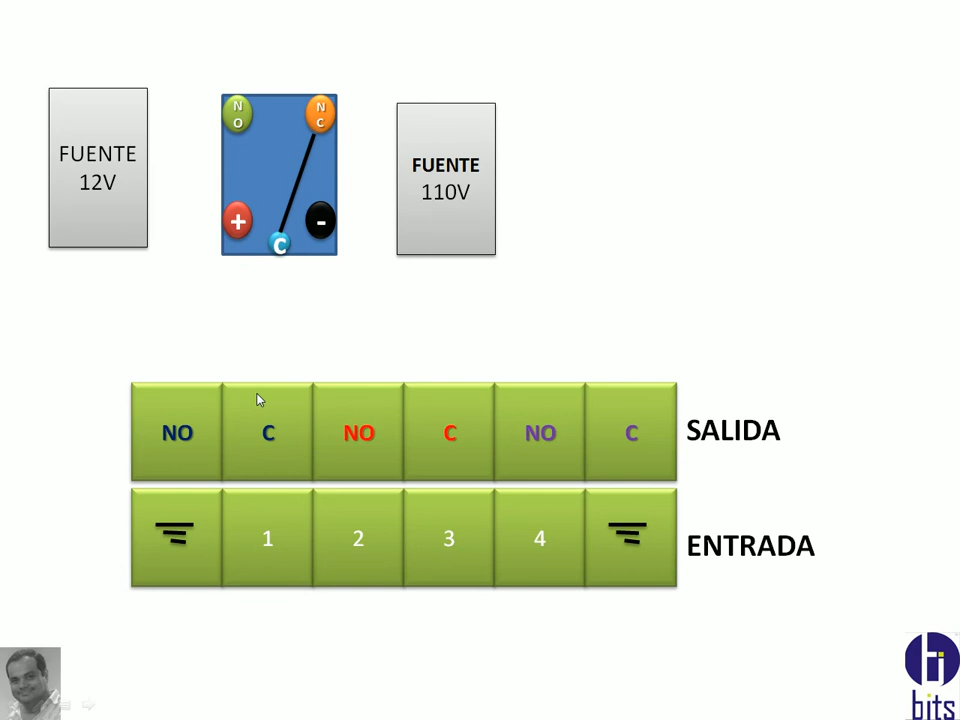 FUENTE
12V
N
O
N
C
+
-
C
FUENTE
110V
NO C NO C NO C
SALIDA
1 2 3 4
ENTRADA
bits